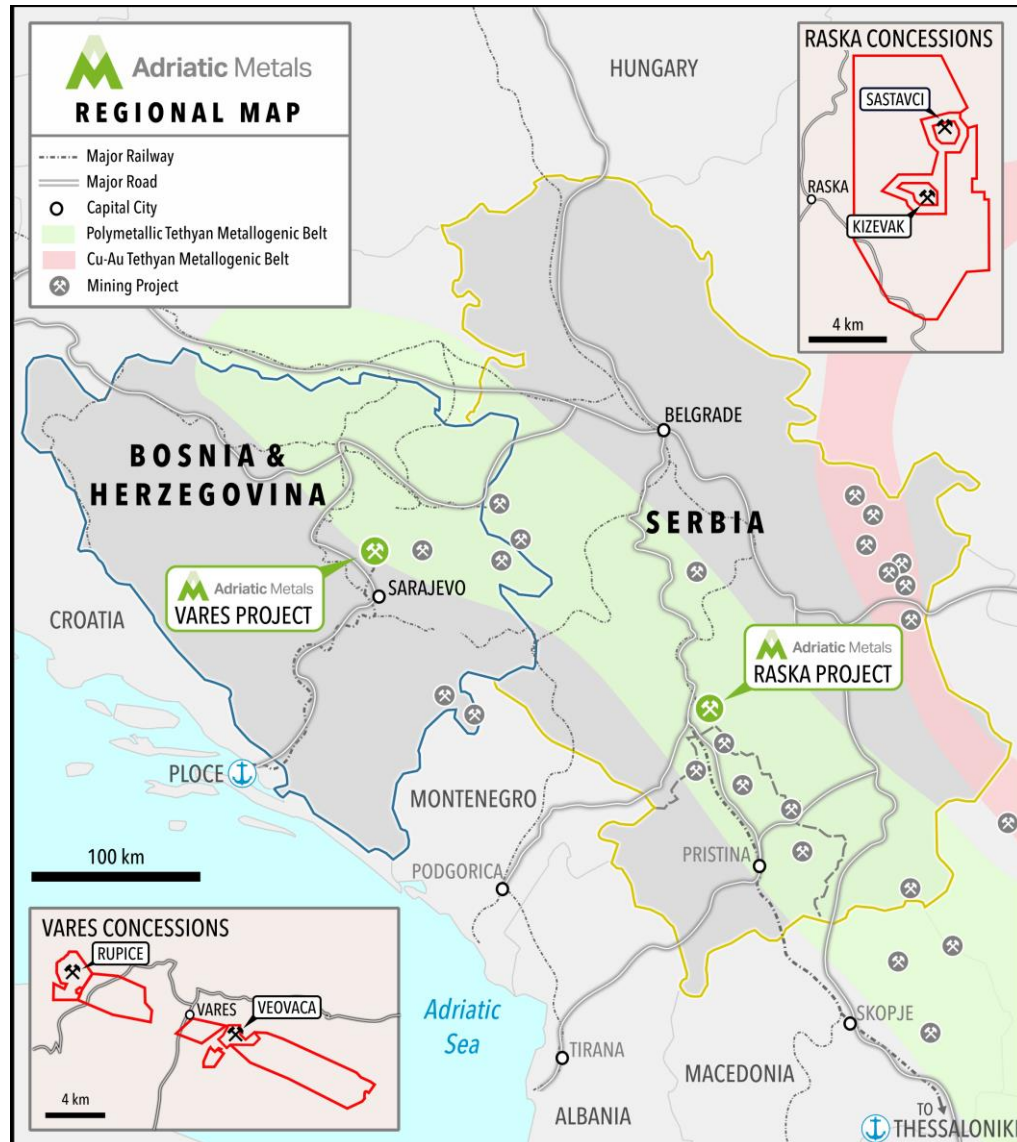 Adriatic Metals
REGIONAL MAP
Major Railway
Major Road
Capital City
Polymetallic Tethyan Metallogenic Belt
Cu-Au Tethyan Metallogenic Belt
Mining Project
HUNGARY
RASKA CONCESSIONS
SASTAVCI
RASKA
KIZEVAK
4 km
BELGRADE
BOSNIA &
HERZEGOVINA
SERBIA
Adriatic Metals
VARES PROJECT
SARAJEVO
CROATIA
Adriatic Metals
RASKA PROJECT
PLOCE
MONTENEGRO
100 km
PODGORICA
PRISTINA
VARES CONCESSIONS
RUPICE
VARES
VEOVACA
4 km
Adriatic
Sea
SKOPJE
TIRANA
MACEDONIA
ALBANIA
TO
THESSALONIKI